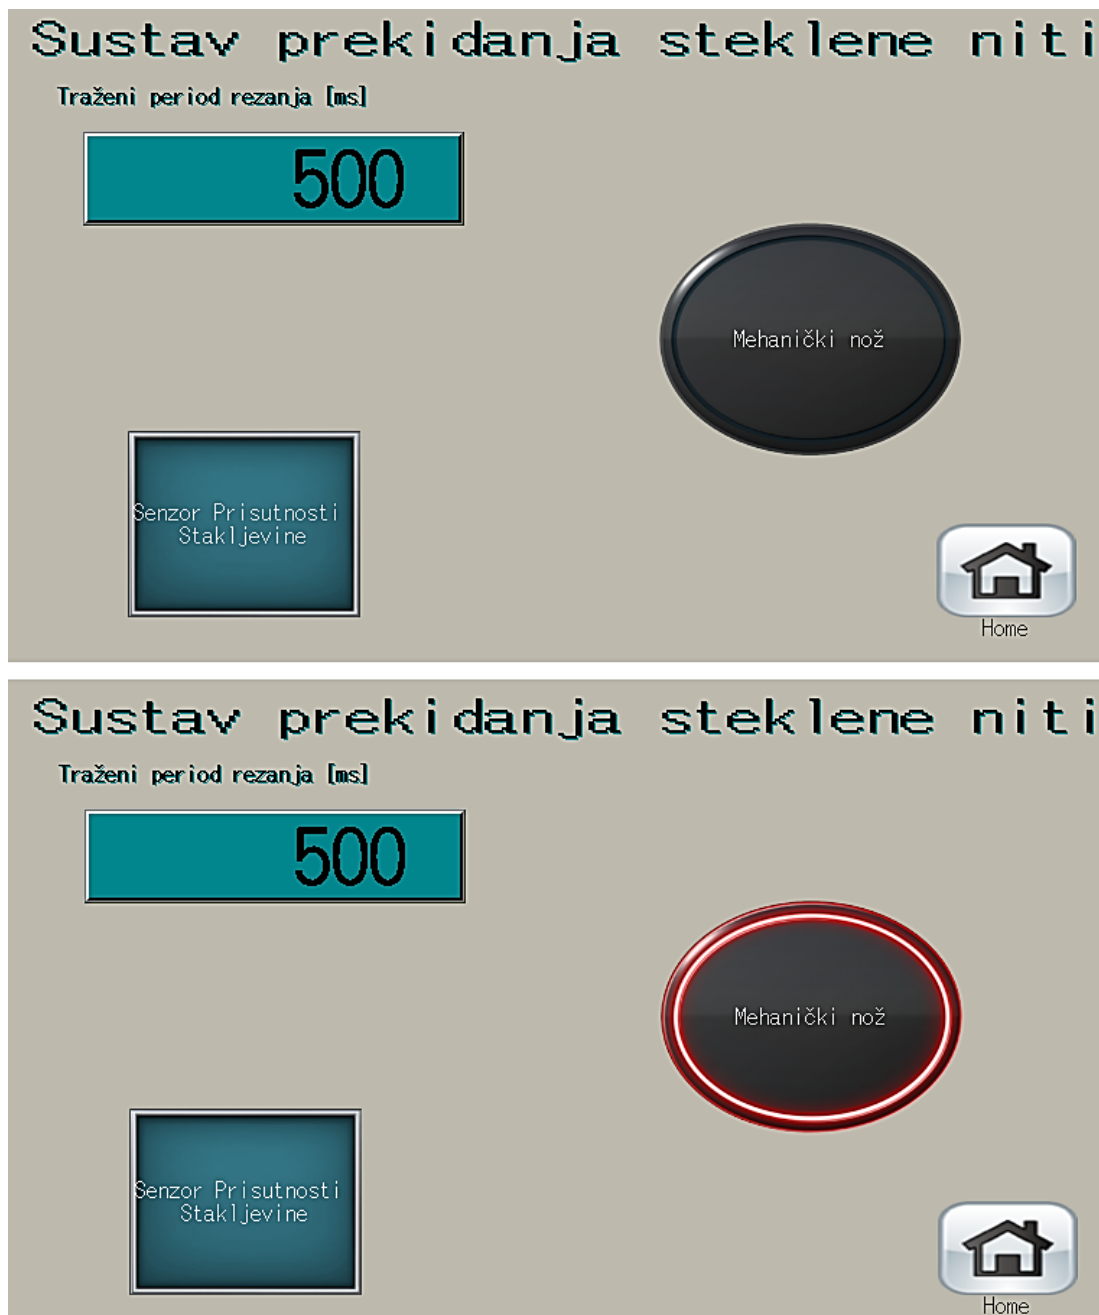 Sustav prekidanja steklene niti
Traženi period rezanja [ms]
500
Mehanički nož
Senzor Prisutnosti
Stakljevine
Home
Sustav prekidanja steklene niti
Traženi period rezanja [ms]
500
Mehanički nož
Senzor Prisutnosti
Stakljevine
Home